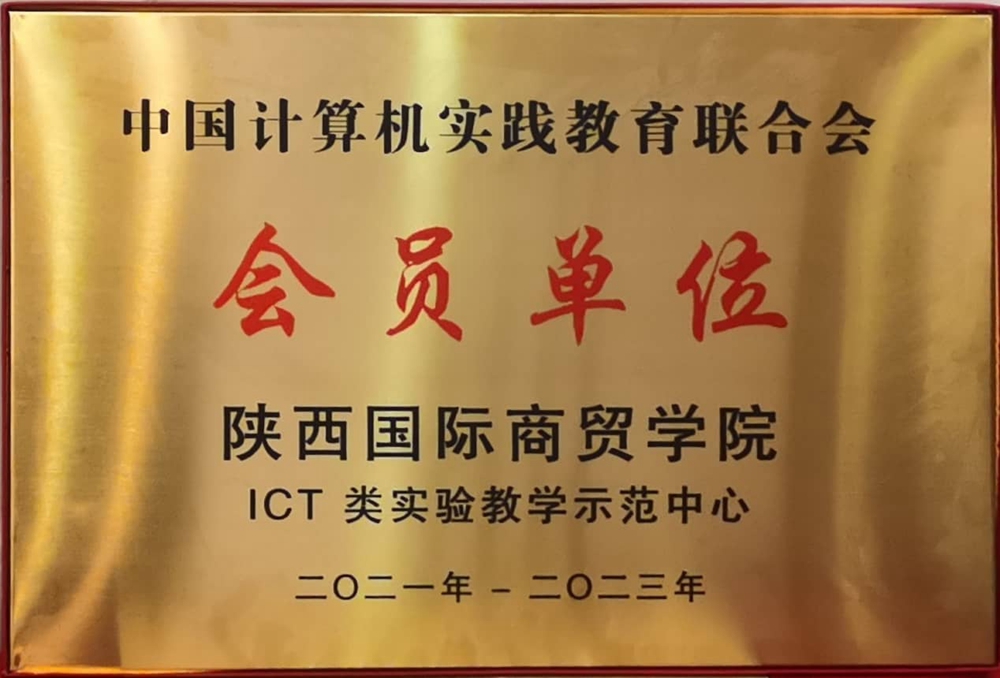 中国计算机实践教育联合会
会员单位
陕西国际商贸学院
ICT 类实验教学示范中心
二〇二一年 – 二〇二三年